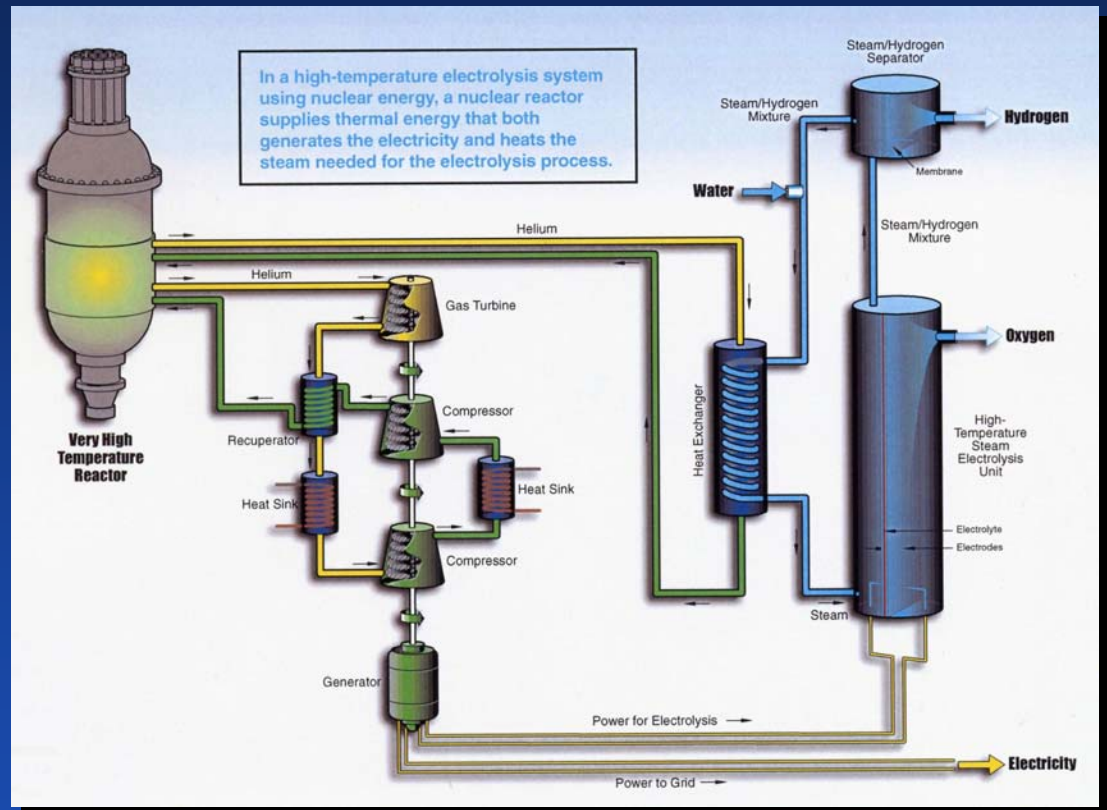 In a high-temperature electrolysis system
using nuclear energy, a nuclear reactor
supplies thermal energy that both
generates the electricity and heats the
steam needed for the electrolysis process.
Steam/Hydrogen
Separator
Steam/Hydrogen
Mixture
Hydrogen
Membrane
Water
Steam/Hydrogen
Mixture
Helium
Helium
Gas Turbine
Oxygen
Very High
Temperature
Reactor
Recuperator
Compressor
Heat Exchanger
High-
Temperature
Steam
Electrolysis
Unit
Heat Sink
Heat Sink
Electrolyte
Electrodes
Compressor
Steam
Generator
Power for Electrolysis
Electricity
Power to Grid